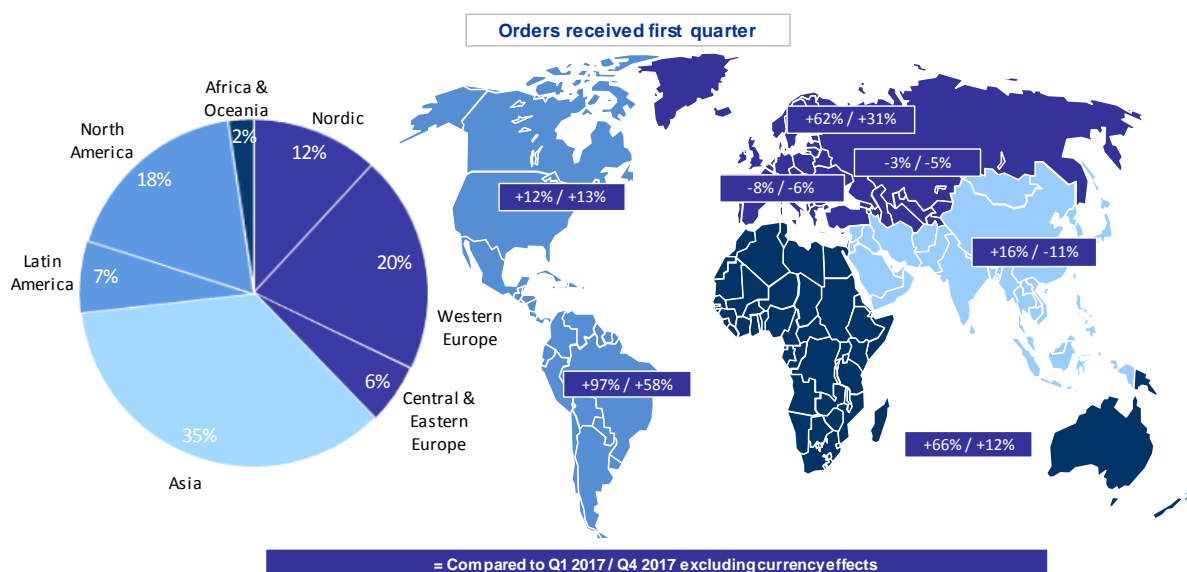 Orders received first quarter
Africa &
Oceania
2%
Nordic
12%
North
America
18%
20%
Latin
America
7%
Western
Europe
6%
Central &
Eastern
Europe
35%
Asia
+62% / +31%
-3% / -5%
-8% / -6%
+12% / +13%
+16% / -11%
+97% / +58%
+66% / +12%
= Compared to Q1 2017 / Q4 2017 excluding currency effects